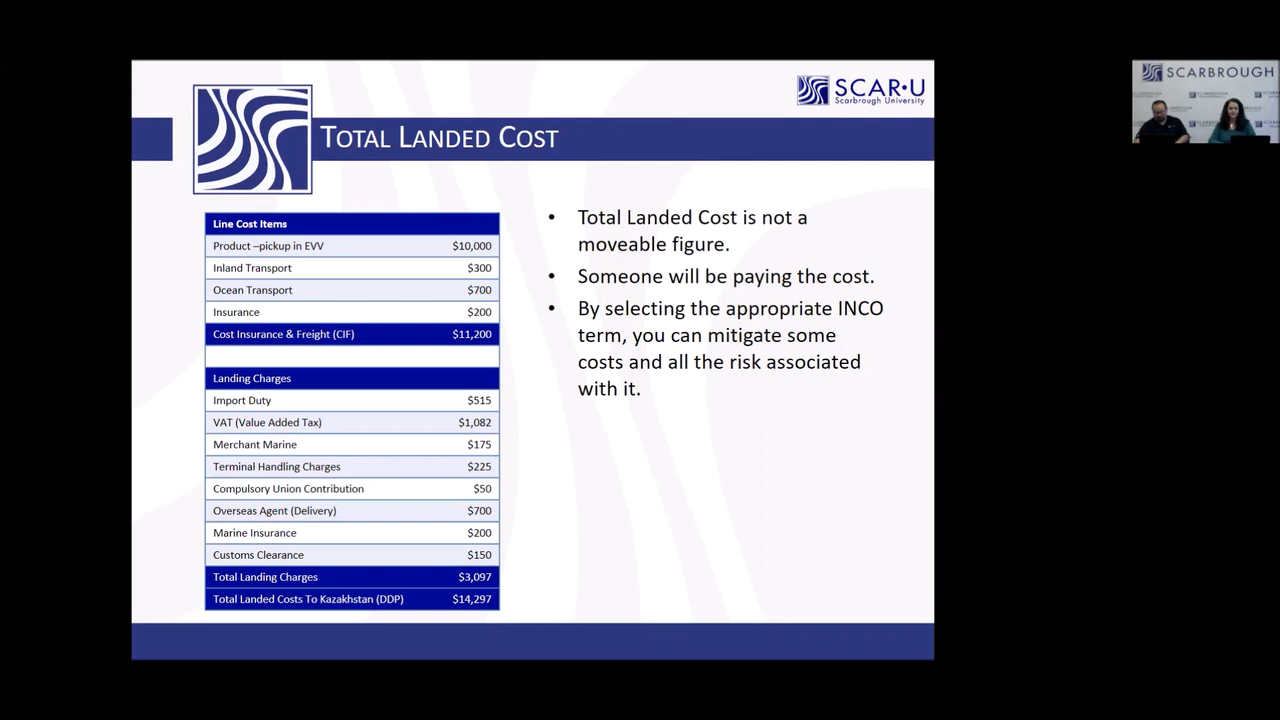 SCAR·U
Scarbrough University
TOTAL LANDED COST
Line Cost Items
Product –pickup in EVV $10,000
Inland Transport $300
Ocean Transport $700
Insurance $200
Cost Insurance & Freight (CIF) $11,200
Landing Charges
Import Duty $515
VAT (Value Added Tax) $1,082
Merchant Marine $175
Terminal Handling Charges $225
Compulsory Union Contribution $50
Overseas Agent (Delivery) $700
Marine Insurance $200
Customs Clearance $150
Total Landing Charges $3,097
Total Landed Costs To Kazakhstan (DDP) $14,297
• Total Landed Cost is not a
moveable figure.
• Someone will be paying the cost.
• By selecting the appropriate INCO
term, you can mitigate some
costs and all the risk associated
with it.
SCARBROUGH